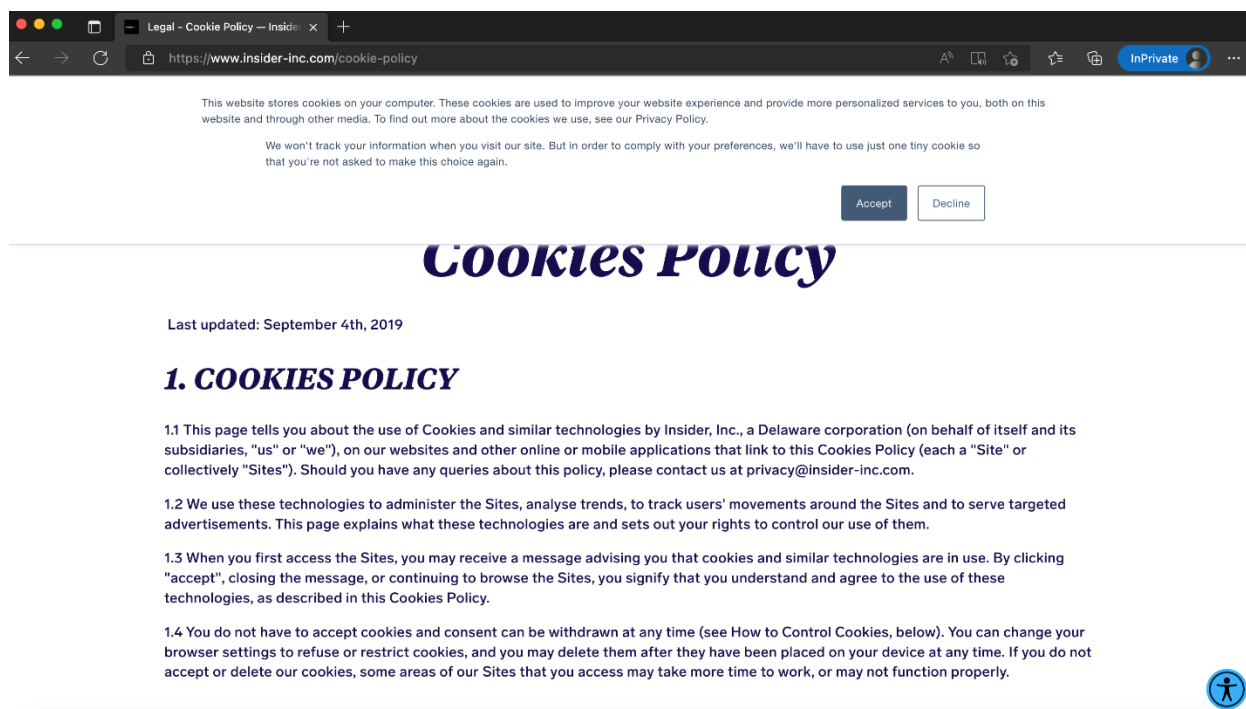 Legal - Cookie Policy — Inside
https://www.insider-inc.com/cookie-policy
InPrivate
This website stores cookies on your computer. These cookies are used to improve your website experience and provide more personalized services to you, both on this
website and through other media. To find out more about the cookies we use, see our Privacy Policy.
We won't track your information when you visit our site. But in order to comply with your preferences, we'll have to use just one tiny cookie so
that you're not asked to make this choice again.
Accept
Decline
Cookies Policy
Last updated: September 4th, 2019
1. COOKIES POLICY
1.1 This page tells you about the use of Cookies and similar technologies by Insider, Inc., a Delaware corporation (on behalf of itself and its
subsidiaries, "us" or "we"), on our websites and other online or mobile applications that link to this Cookies Policy (each a "Site" or
collectively "Sites"). Should you have any queries about this policy, please contact us at privacy@insider-inc.com.
1.2 We use these technologies to administer the Sites, analyse trends, to track users' movements around the Sites and to serve targeted
advertisements. This page explains what these technologies are and sets out your rights to control our use of them.
1.3 When you first access the Sites, you may receive a message advising you that cookies and similar technologies are in use. By clicking
"accept", closing the message, or continuing to browse the Sites, you signify that you understand and agree to the use of these
technologies, as described in this Cookies Policy.
1.4 You do not have to accept cookies and consent can be withdrawn at any time (see How to Control Cookies, below). You can change your
browser settings to refuse or restrict cookies, and you may delete them after they have been placed on your device at any time. If you do not
accept or delete our cookies, some areas of our Sites that you access may take more time to work, or may not function properly.